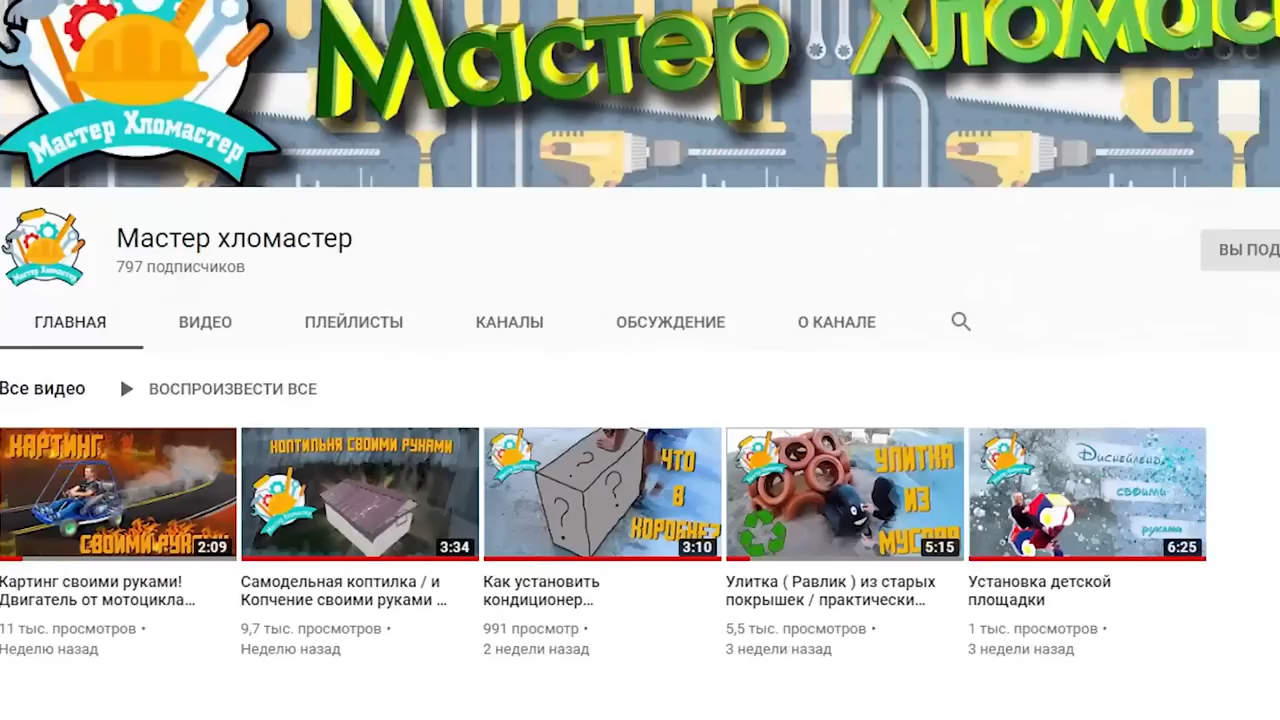 Мастер Хломас
Мастер Хломастер
Мастер Хломастер
Мастер хломастер
797 подписчиков
ВЫ ПОД
ГЛАВНАЯ
ВИДЕО
ПЛЕЙЛИСТЫ
КАНАЛЫ
ОБСУЖДЕНИЕ
О КАНАЛЕ
Все видео
ВОСПРОИЗВЕСТИ ВСЕ
КАРТИНГ
СВОИМИ РУКАМИ
2:09
КОПТИЛЬНЯ СВОИМИ РУКАМИ
3:34
ЧТО
В
КОРОБКЕ?
3:10
УЛИТКА
ИЗ
МУСОРА
5:15
Диснейленд
своими
руками
6:25
Картинг своими руками!
Двигатель от мотоцикла...
11 тыс. просмотров •
Неделю назад
Самодельная коптилка / и
Копчение своими руками ...
9,7 тыс. просмотров •
Неделю назад
Как установить
кондиционер...
991 просмотр •
2 недели назад
Улитка ( Равлик ) из старых
покрышек / практически...
5,5 тыс. просмотров •
3 недели назад
Установка детской
площадки
1 тыс. просмотров •
3 недели назад